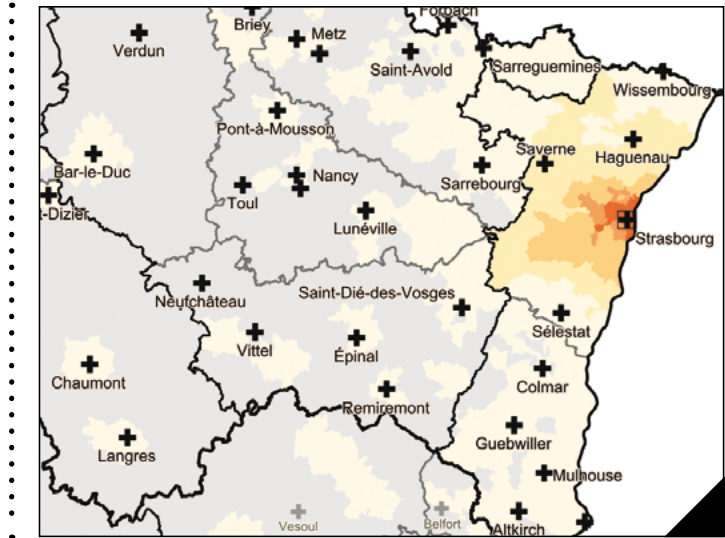 Forbach
Briey
Metz
Verdun
Saint-Avold
Sarreguemines
Wissembourg
Pont-à-Mousson
Saverne
Haguenau
Bar-le-Duc
Nancy
Sarrebourg
Toul
t-Dizier
Lunéville
Strasbourg
Neufchâteau
Saint-Dié-des-Vosges
Sélestat
Vittel
Épinal
Chaumont
Colmar
Remiremont
Guebwiller
Langres
Mulhouse
Vesoul
Belfort
Altkirch